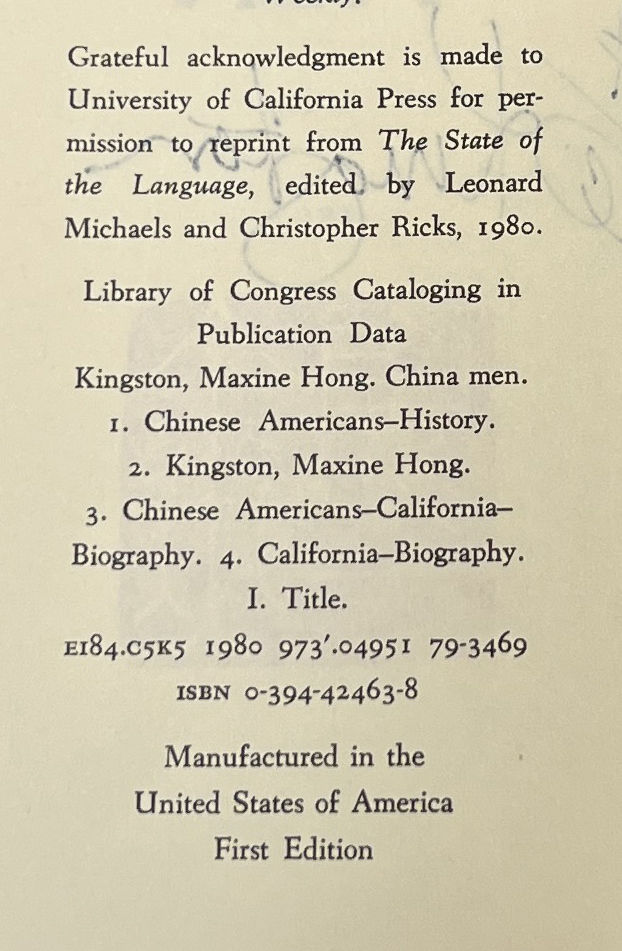 Weekly.
Grateful acknowledgment is made to
University of California Press for per-
mission to reprint from The State of
the Language, edited by Leonard
Michaels and Christopher Ricks, 1980.
Library of Congress Cataloging in
Publication Data
Kingston, Maxine Hong. China men.
1. Chinese Americans–History.
2. Kingston, Maxine Hong.
3. Chinese Americans–California–
Biography. 4. California–Biography.
I. Title.
E184.C5K5 1980 973'.04951 79-3469
ISBN 0-394-42463-8
Manufactured in the
United States of America
First Edition